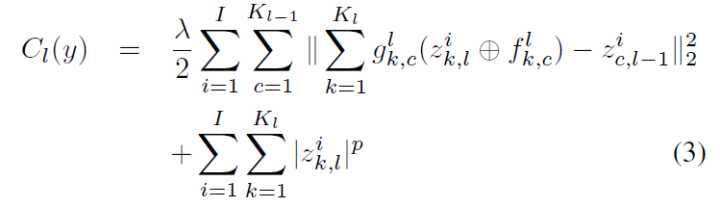 C_l(y) = \frac{\lambda}{2} \sum_{i=1}^{I} \sum_{c=1}^{K_{l-1}} \| \sum_{k=1}^{K_l} g_{k,c}^l (z_{k,l}^i \oplus f_{k,c}^l) - z_{c,l-1}^i \|_2^2
+ \sum_{i=1}^{I} \sum_{k=1}^{K_l} |z_{k,l}^i|^p (3)